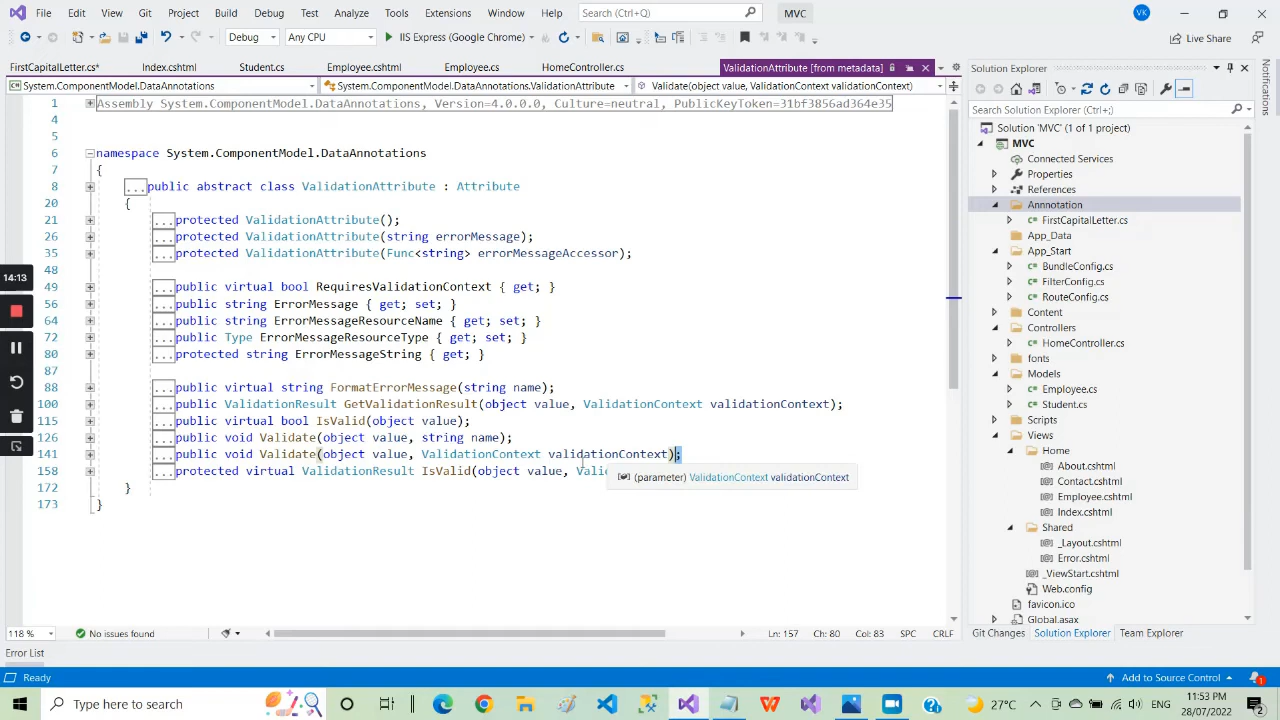 File Edit View Git Project Build Debug Test Analyze Tools Extensions Window Help Search (Ctrl+Q) MVC VK
Debug Any CPU IIS Express (Google Chrome) Live Share
FirstCapitalLetter.cs* Index.cshtml Student.cs Employee.cshtml Employee.cs HomeController.cs ValidationAttribute [from metadata]
System.ComponentModel.DataAnnotations System.ComponentModel.DataAnnotations.ValidationAttribute Validate(object value, ValidationContext validationContext)
1 Assembly System.ComponentModel.DataAnnotations, Version=4.0.0.0, Culture=neutral, PublicKeyToken=31bf3856ad364e35
4
5
6 namespace System.ComponentModel.DataAnnotations
7 {
8 ...public abstract class ValidationAttribute : Attribute
20 {
21 ...protected ValidationAttribute();
26 ...protected ValidationAttribute(string errorMessage);
35 ...protected ValidationAttribute(Func<string> errorMessageAccessor);
48
49 ...public virtual bool RequiresValidationContext { get; }
56 ...public string ErrorMessage { get; set; }
64 ...public string ErrorMessageResourceName { get; set; }
72 ...public Type ErrorMessageResourceType { get; set; }
80 ...protected string ErrorMessageString { get; }
87
88 ...public virtual string FormatErrorMessage(string name);
100 ...public ValidationResult GetValidationResult(object value, ValidationContext validationContext);
115 ...public virtual bool IsValid(object value);
126 ...public void Validate(object value, string name);
141 ...public void Validate(object value, ValidationContext validationContext);
158 ...protected virtual ValidationResult IsValid(object value, Vali
(parameter) ValidationContext validationContext
172 }
173 }
14:13
118 % No issues found Ln: 157 Ch: 80 Col: 83 SPC CRLF
Error List
Ready
Solution Explorer
Search Solution Explorer (Ctrl+;)
Solution 'MVC' (1 of 1 project)
MVC
Connected Services
Properties
References
Annnotation
FirstCapitalLetter.cs
App_Data
App_Start
BundleConfig.cs
FilterConfig.cs
RouteConfig.cs
Content
Controllers
HomeController.cs
fonts
Models
Employee.cs
Student.cs
Scripts
Views
Home
About.cshtml
Contact.cshtml
Employee.cshtml
Index.cshtml
Shared
_Layout.cshtml
Error.cshtml
_ViewStart.cshtml
Web.config
favicon.ico
Global.asax
Git Changes Solution Explorer Team Explorer
Notifications
Add to Source Control 1
Type here to search
27°C ENG 11:53 PM
28/07/2022 2